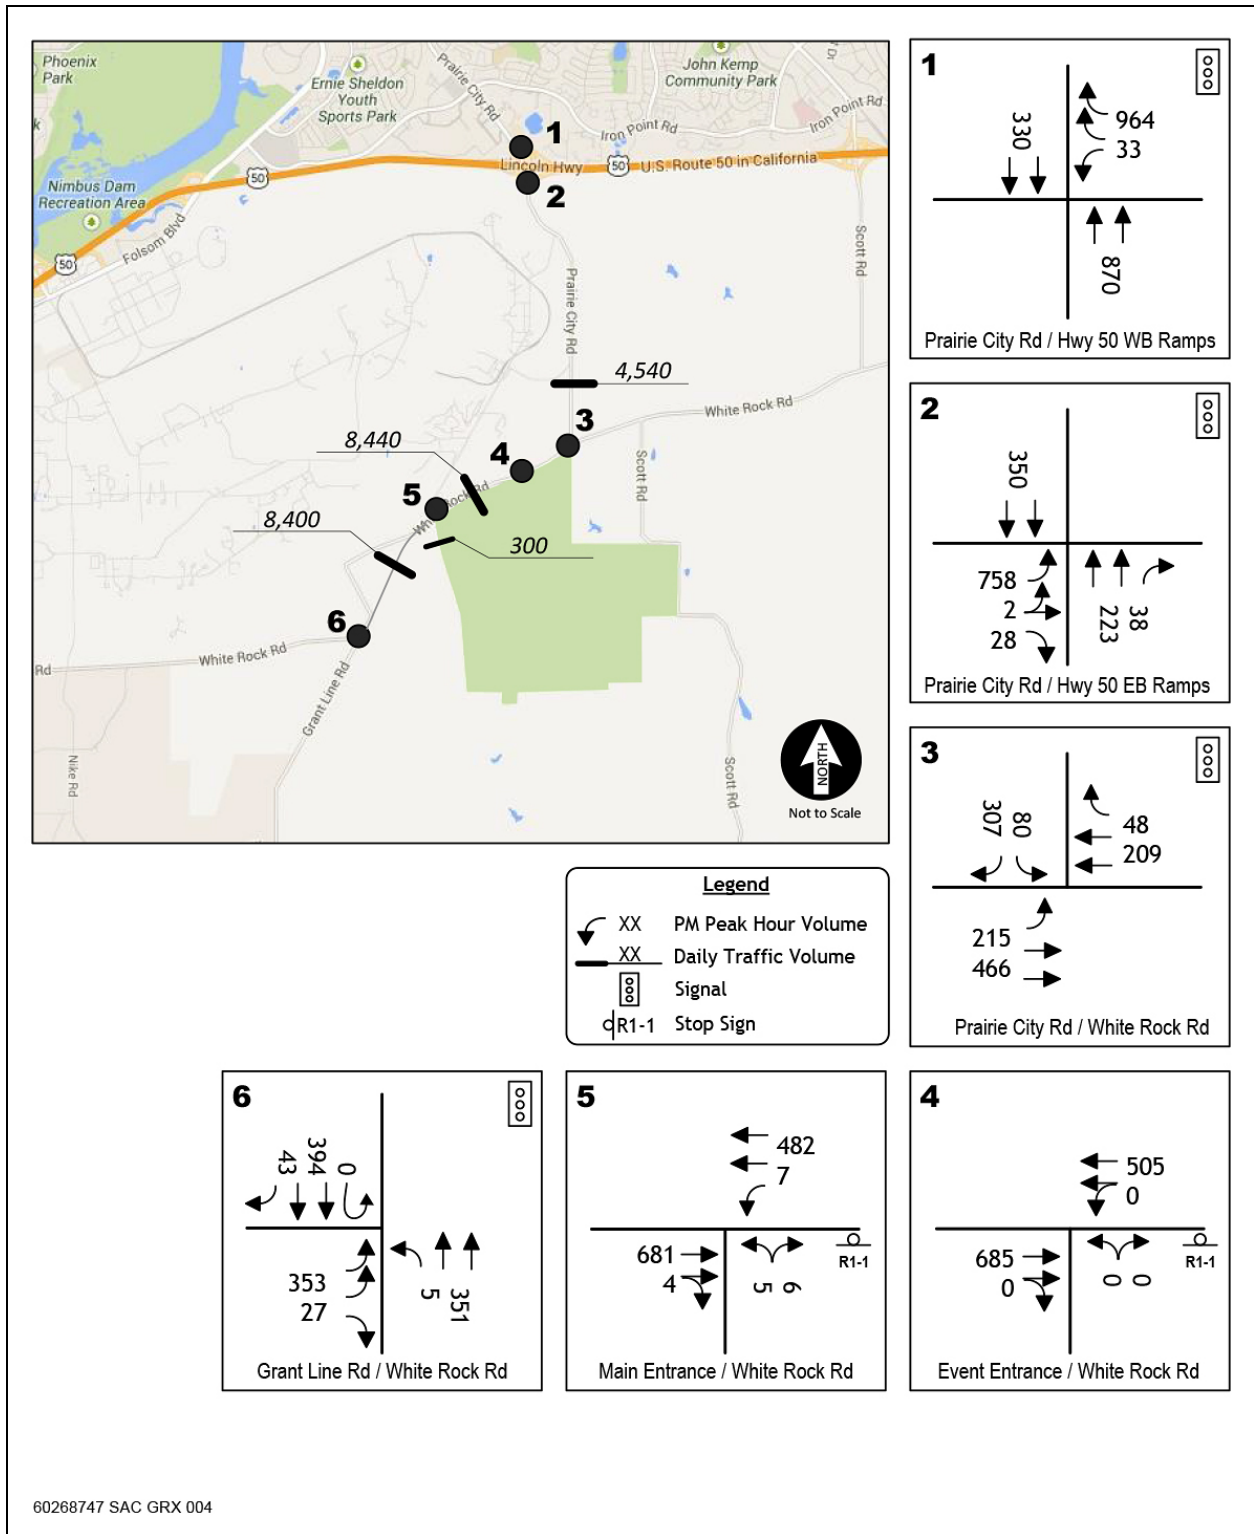 Phoenix
Park
k
Ernie Sheldon
Youth
Sports Park
Prairie City Rd
John Kemp
Community Park
Iron Point Rd
Iron Point Rd
Dr
1
Lincoln Hwy
50
U.S. Route 50 in California
50
2
Nimbus Dam
Recreation Area
Folsom Blvd
50
Scott Rd
Prairie City Rd
4,540
White Rock Rd
3
8,440
4
Scott Rd
5
White Rock Rd
8,400
300
6
White Rock Rd
Rd
Grant Line Rd
Nike Rd
Scott Rd
NORTH
Not to Scale
1
330
964
33
870
Prairie City Rd / Hwy 50 WB Ramps
2
350
758
2
28
223
38
Prairie City Rd / Hwy 50 EB Ramps
3
307
80
48
209
215
466
Prairie City Rd / White Rock Rd
Legend
XX PM Peak Hour Volume
XX Daily Traffic Volume
Signal
R1-1 Stop Sign
6
43
394
0
353
27
5
351
Grant Line Rd / White Rock Rd
5
482
7
681
4
5
6
R1-1
Main Entrance / White Rock Rd
4
505
0
685
0
0
0
R1-1
Event Entrance / White Rock Rd
60268747 SAC GRX 004